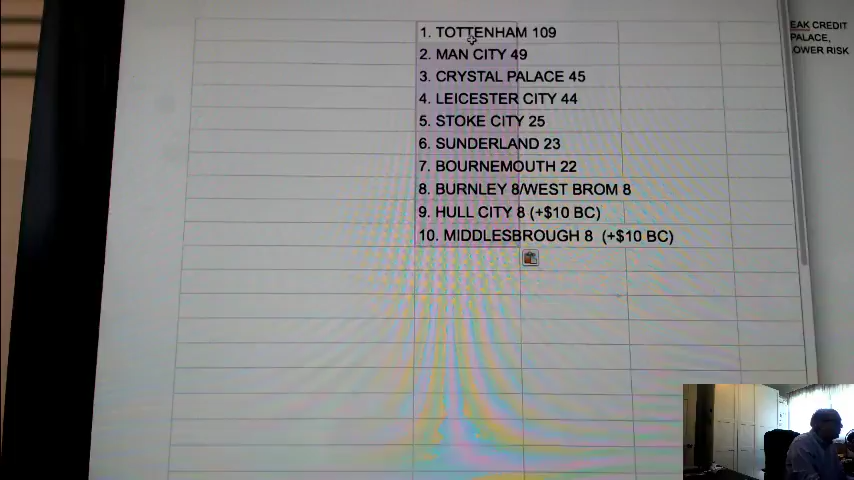 1. TOTTENHAM 109
2. MAN CITY 49
3. CRYSTAL PALACE 45
4. LEICESTER CITY 44
5. STOKE CITY 25
6. SUNDERLAND 23
7. BOURNEMOUTH 22
8. BURNLEY 8/WEST BROM 8
9. HULL CITY 8 (+$10 BC)
10. MIDDLESBROUGH 8 (+$10 BC)
EAK CREDIT
PALACE,
OWER RISK